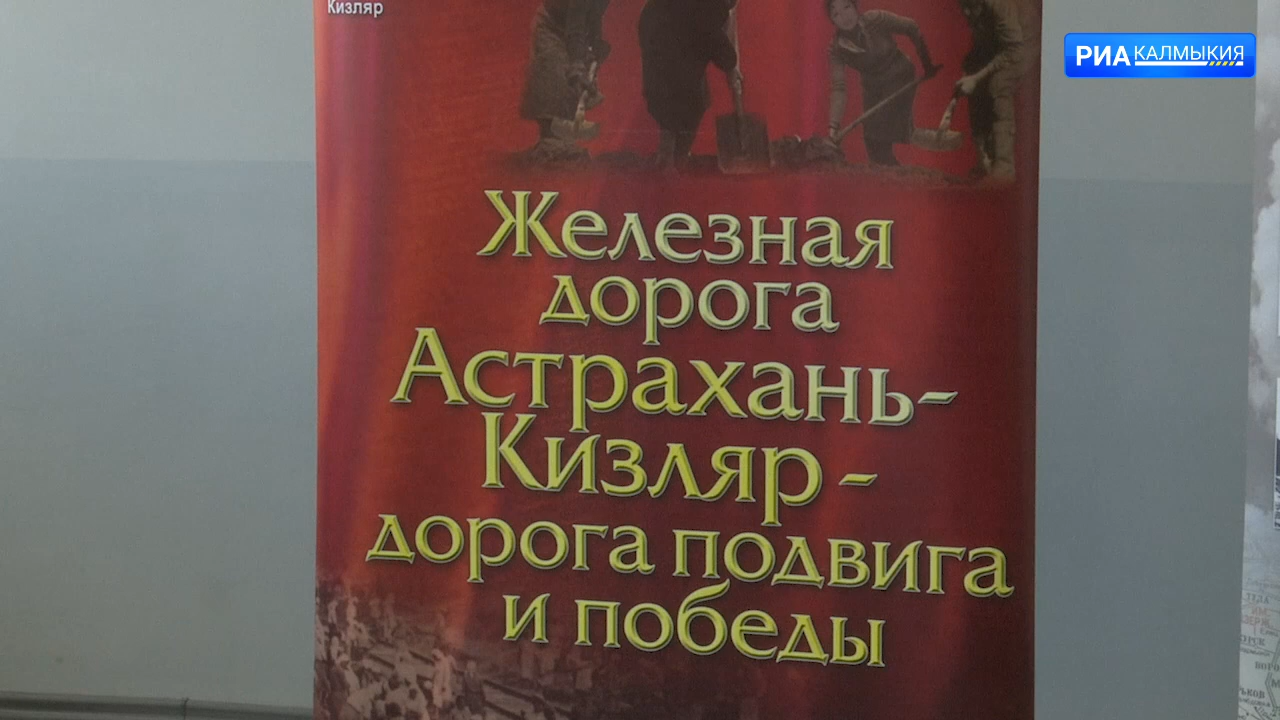 Кизляр
РИА КАЛМЫКИЯ
Железная
дорога
Астрахань-
Кизляр -
дорога подвига
и победы